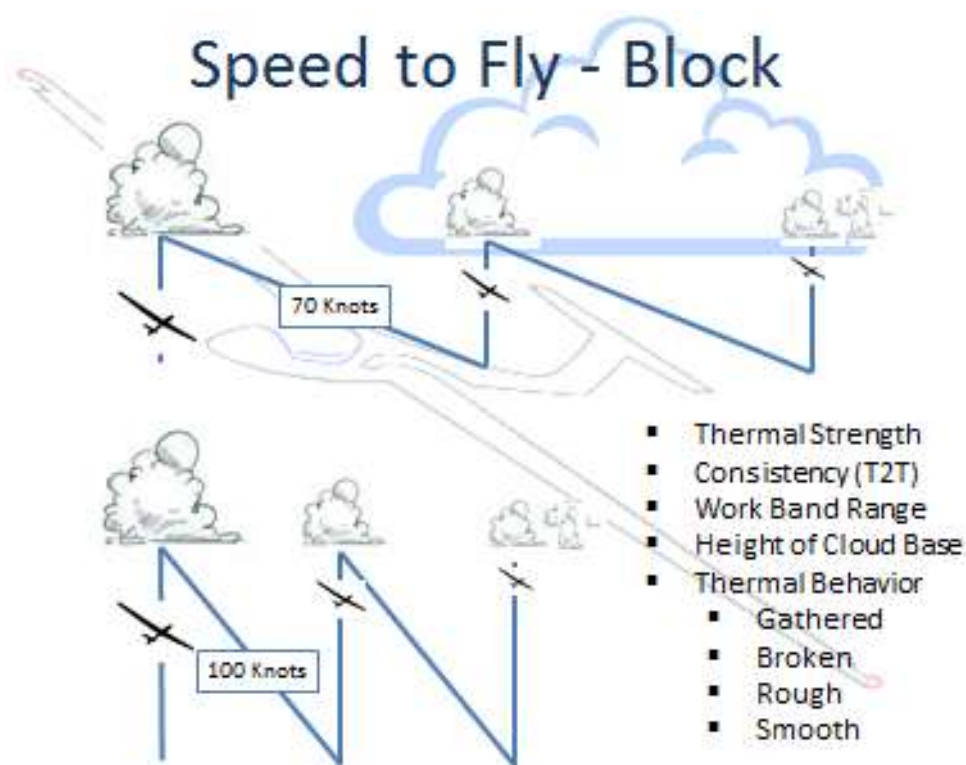 Speed to Fly - Block
70 Knots
100 Knots
▪ Thermal Strength
▪ Consistency (T2T)
▪ Work Band Range
▪ Height of Cloud Base
▪ Thermal Behavior
▪ Gathered
▪ Broken
▪ Rough
▪ Smooth